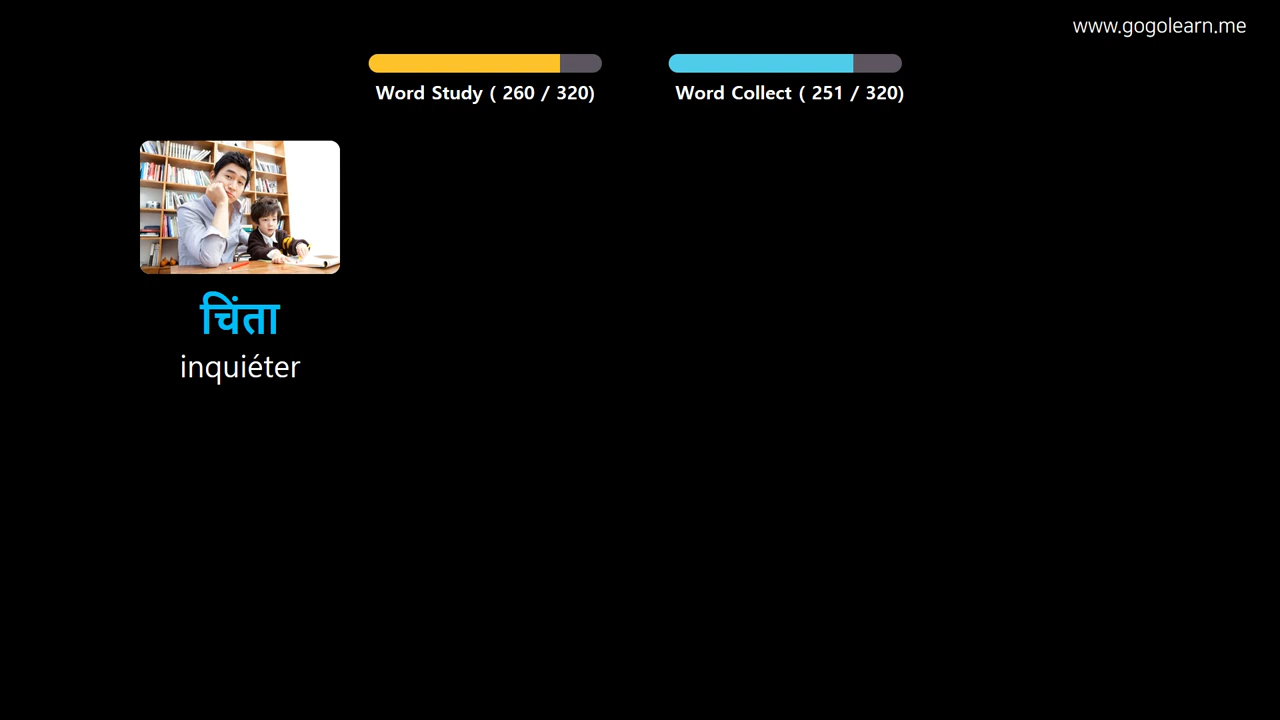 www.gogolearn.me
Word Study ( 260 / 320)
Word Collect ( 251 / 320)
चिंता
inquiéter